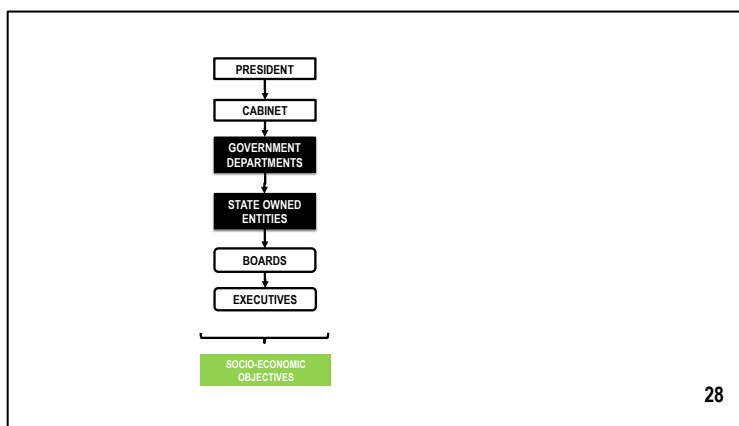 PRESIDENT
CABINET
GOVERNMENT
DEPARTMENTS
STATE OWNED
ENTITIES
BOARDS
EXECUTIVES
SOCIO-ECONOMIC
OBJECTIVES
28